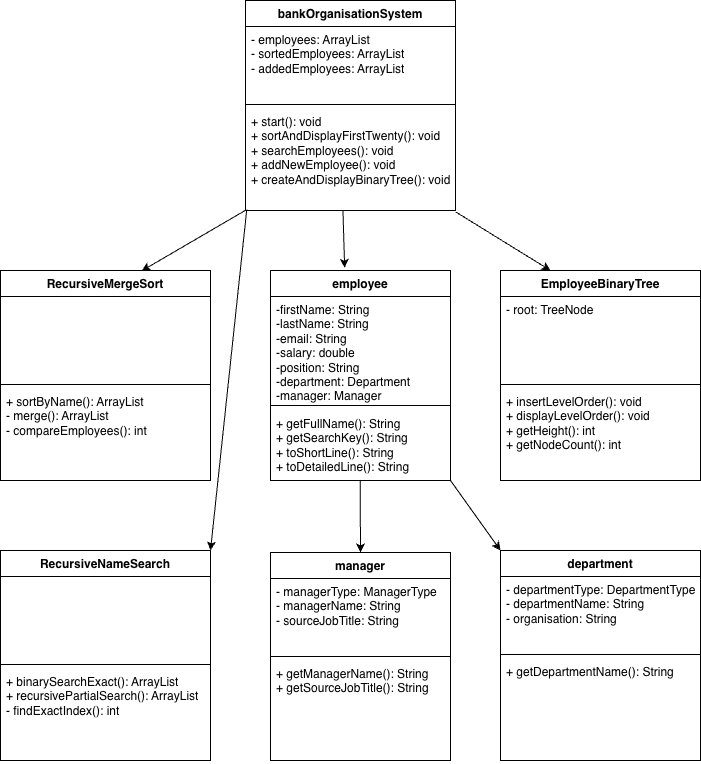 bankOrganisationSystem
- employees: ArrayList
- sortedEmployees: ArrayList
- addedEmployees: ArrayList
+ start(): void
+ sortAndDisplayFirstTwenty(): void
+ searchEmployees(): void
+ addNewEmployee(): void
+ createAndDisplayBinaryTree(): void
RecursiveMergeSort
+ sortByName(): ArrayList
- merge(): ArrayList
- compareEmployees(): int
employee
-firstName: String
-lastName: String
-email: String
-salary: double
-position: String
-department: Department
-manager: Manager
+ getFullName(): String
+ getSearchKey(): String
+ toShortLine(): String
+ toDetailedLine(): String
EmployeeBinaryTree
- root: TreeNode
+ insertLevelOrder(): void
+ displayLevelOrder(): void
+ getHeight(): int
+ getNodeCount(): int
RecursiveNameSearch
+ binarySearchExact(): ArrayList
+ recursivePartialSearch(): ArrayList
- findExactIndex(): int
manager
- managerType: ManagerType
- managerName: String
- sourceJobTitle: String
+ getManagerName(): String
+ getSourceJobTitle(): String
department
- departmentType: DepartmentType
- departmentName: String
- organisation: String
+ getDepartmentName(): String